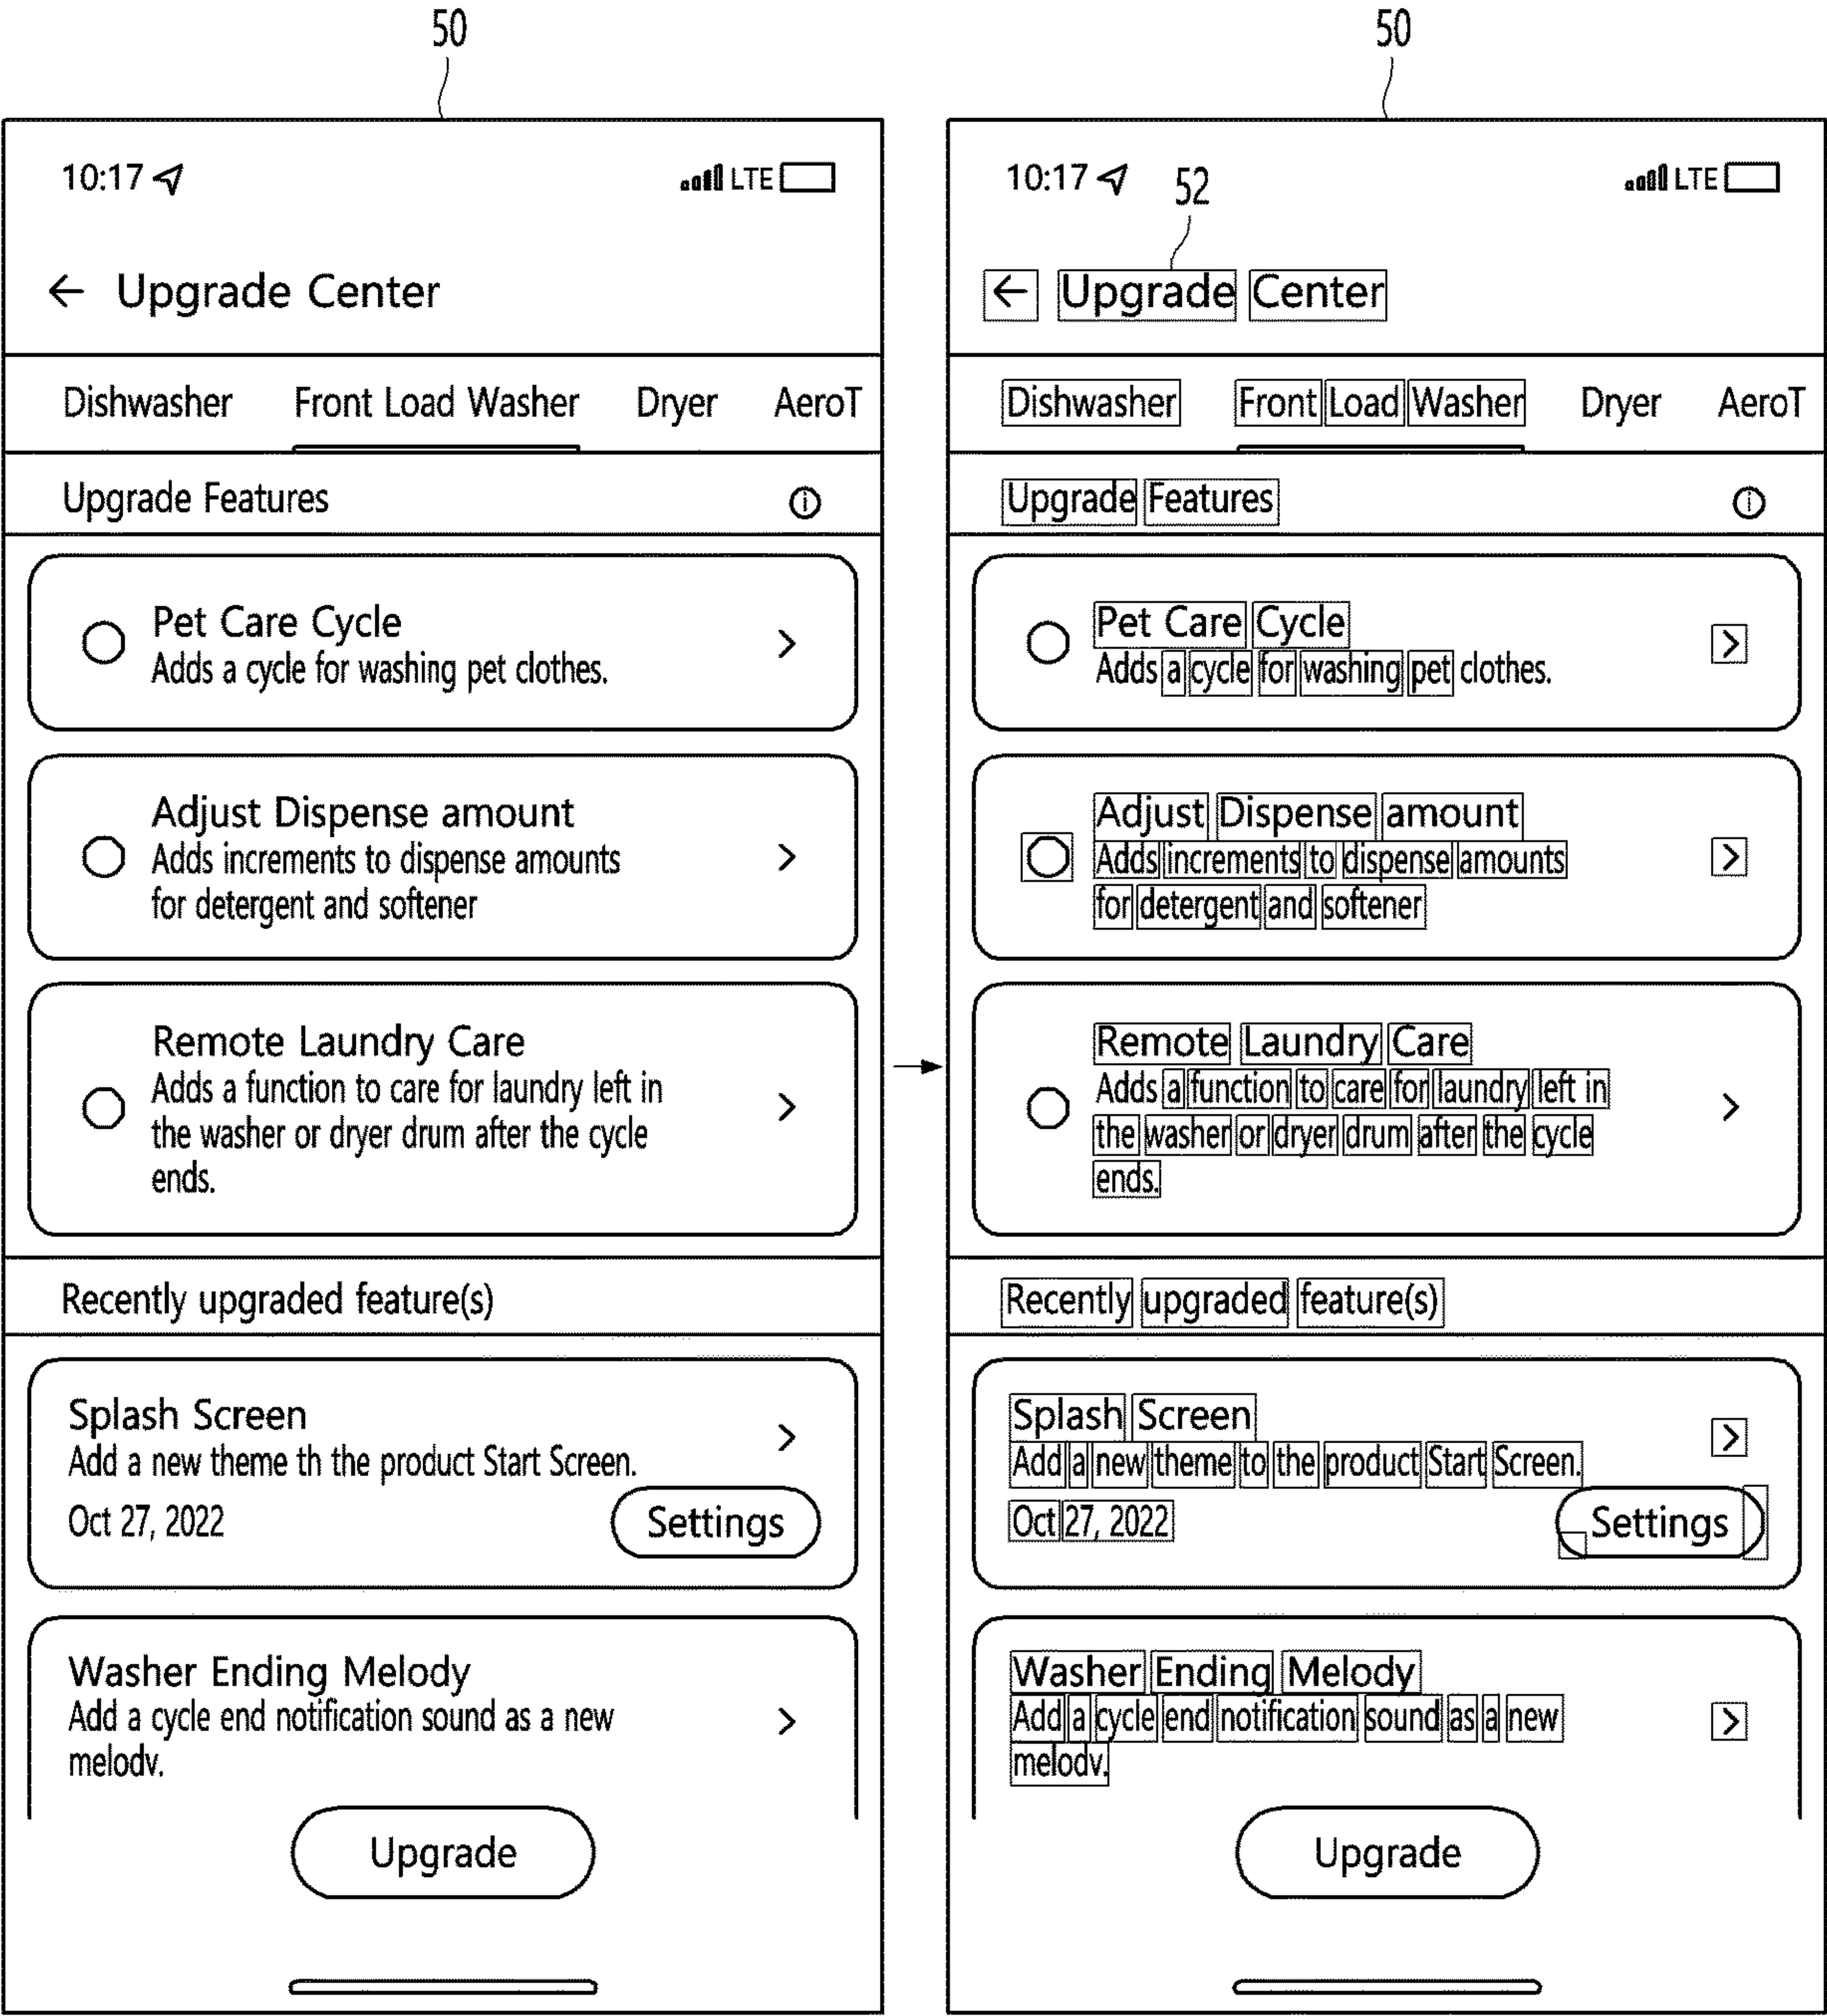 50
10:17 LTE
Upgrade Center
Dishwasher Front Load Washer Dryer AeroT
Upgrade Features
Pet Care Cycle
Adds a cycle for washing pet clothes.
Adjust Dispense amount
Adds increments to dispense amounts
for detergent and softener
Remote Laundry Care
Adds a function to care for laundry left in
the washer or dryer drum after the cycle
ends.
Recently upgraded feature(s)
Splash Screen
Add a new theme th the product Start Screen.
Oct 27, 2022
Settings
Washer Ending Melody
Add a cycle end notification sound as a new
melodv.
Upgrade
50
10:17 LTE
52
Upgrade Center
Dishwasher Front Load Washer Dryer AeroT
Upgrade Features
Pet Care Cycle
Adds a cycle for washing pet clothes.
Adjust Dispense amount
Adds increments to dispense amounts
for detergent and softener
Remote Laundry Care
Adds a function to care for laundry left in
the washer or dryer drum after the cycle
ends.
Recently upgraded feature(s)
Splash Screen
Add a new theme to the product Start Screen.
Oct 27, 2022
Settings
Washer Ending Melody
Add a cycle end notification sound as a new
melodv.
Upgrade